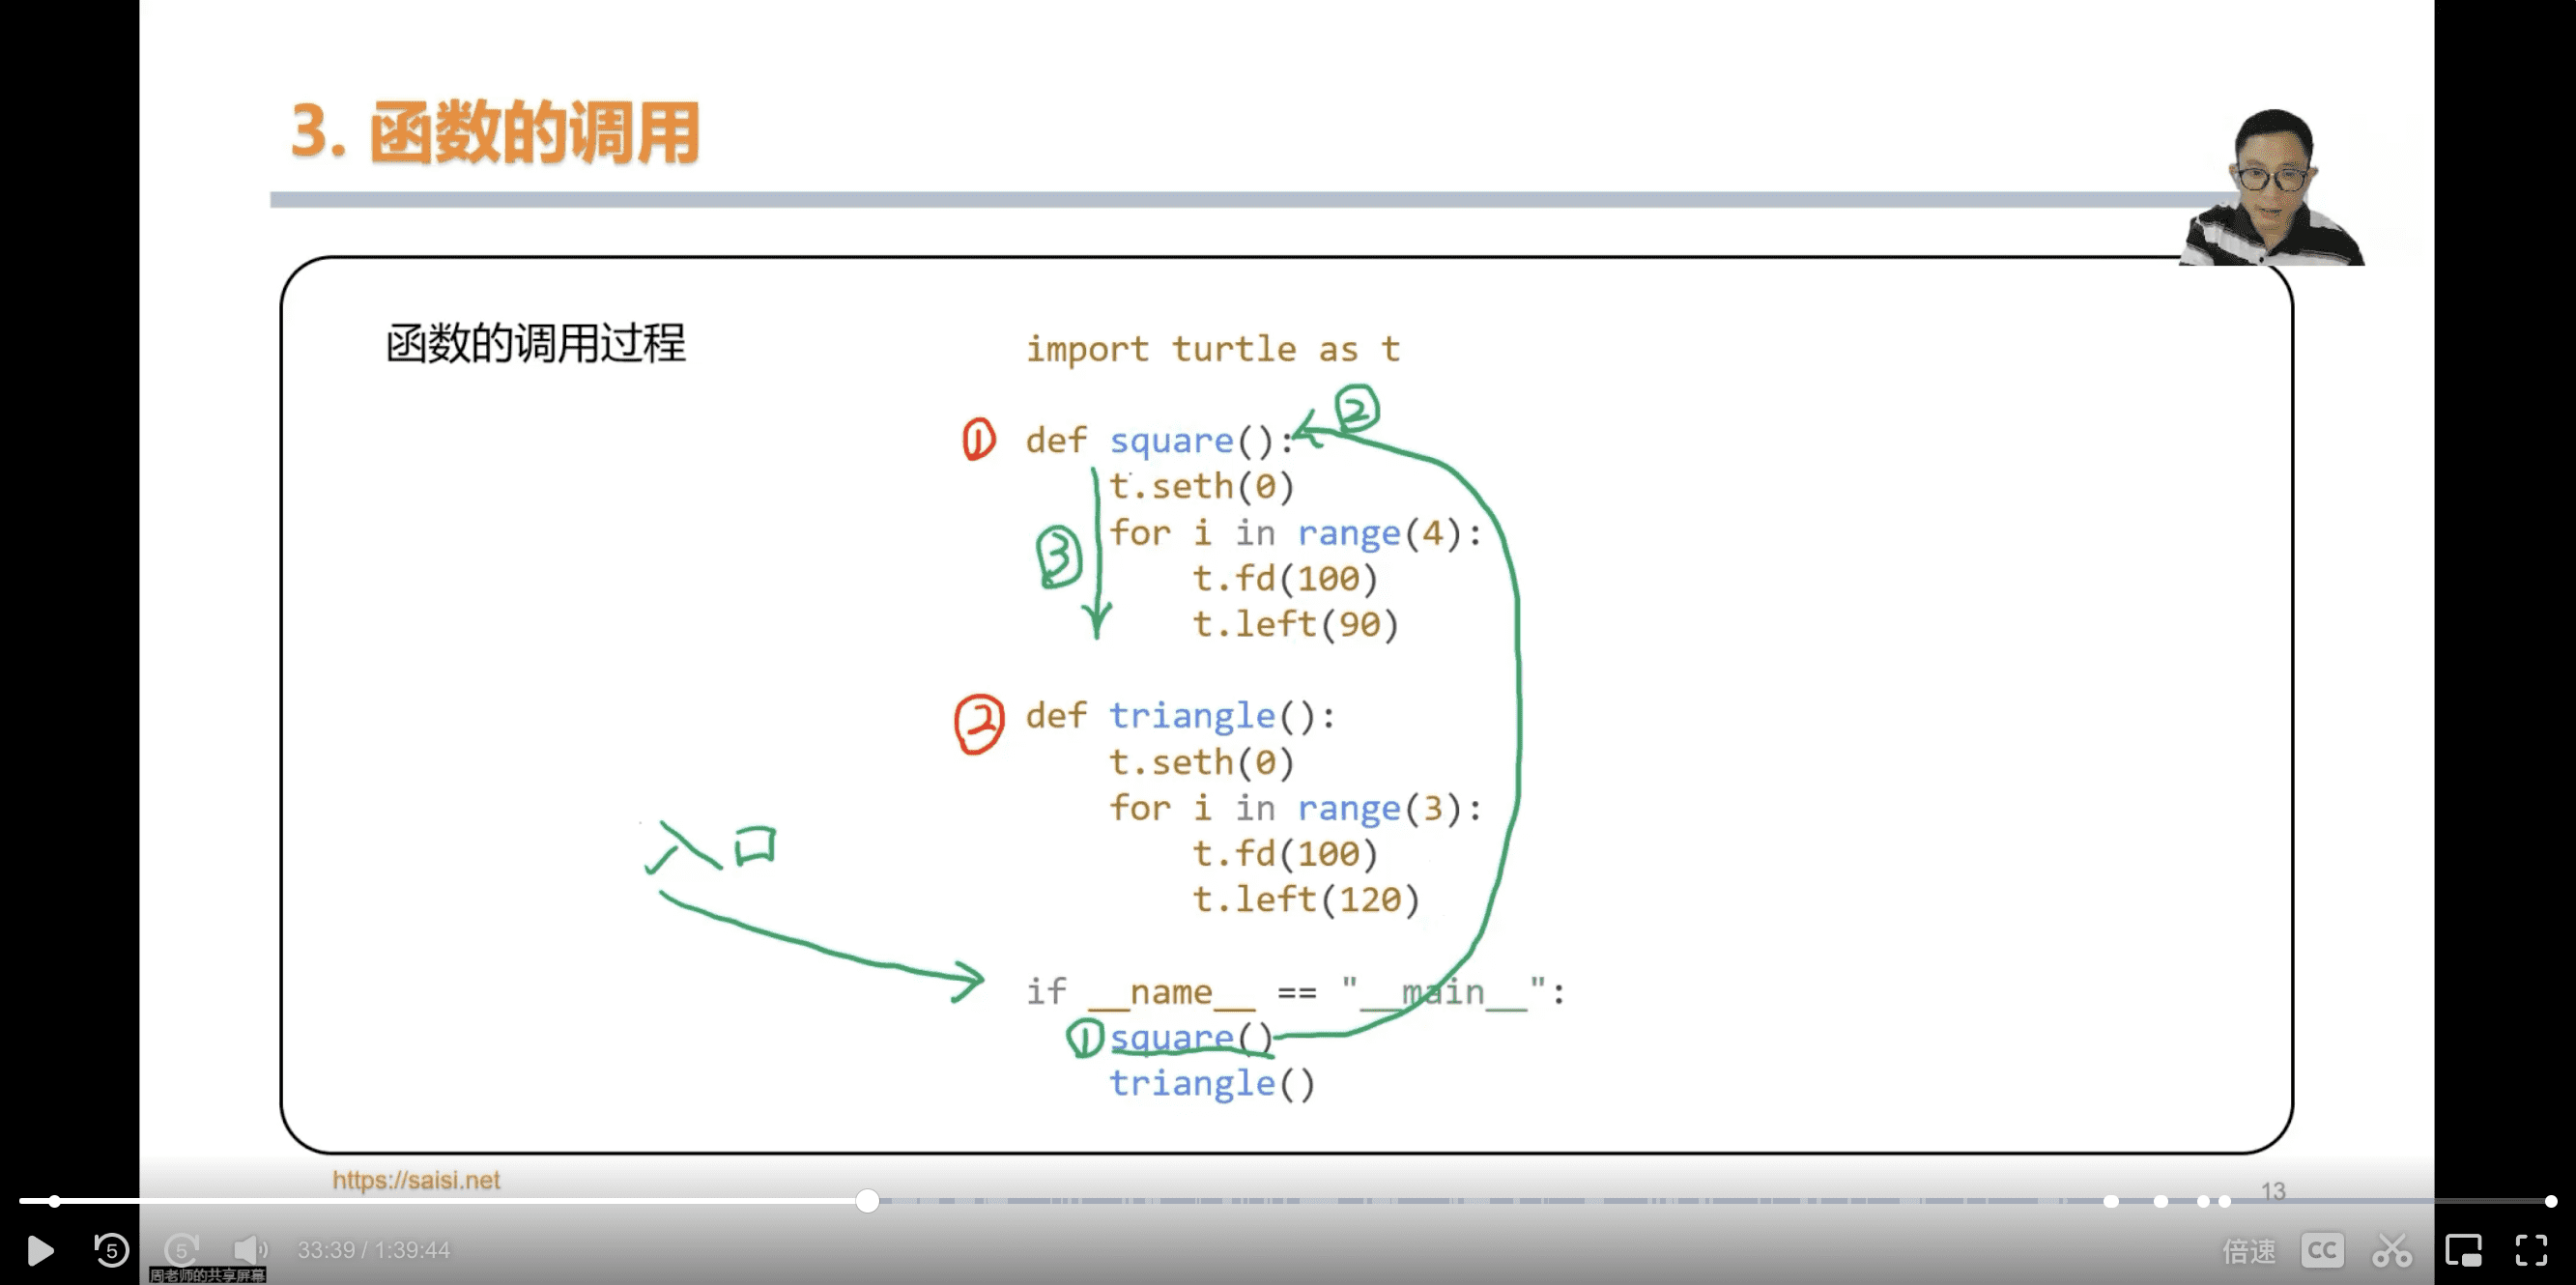 3. 函数的调用
函数的调用过程
import turtle as t
②
① def square():
t.seth(0)
③ for i in range(4):
t.fd(100)
t.left(90)
② def triangle():
t.seth(0)
for i in range(3):
t.fd(100)
t.left(120)
入口
if __name__ == "__main__":
① square()
triangle()
https://saisi.net
13
5
5
33:39 / 1:39:44
倍速
CC
周老师的共享屏幕